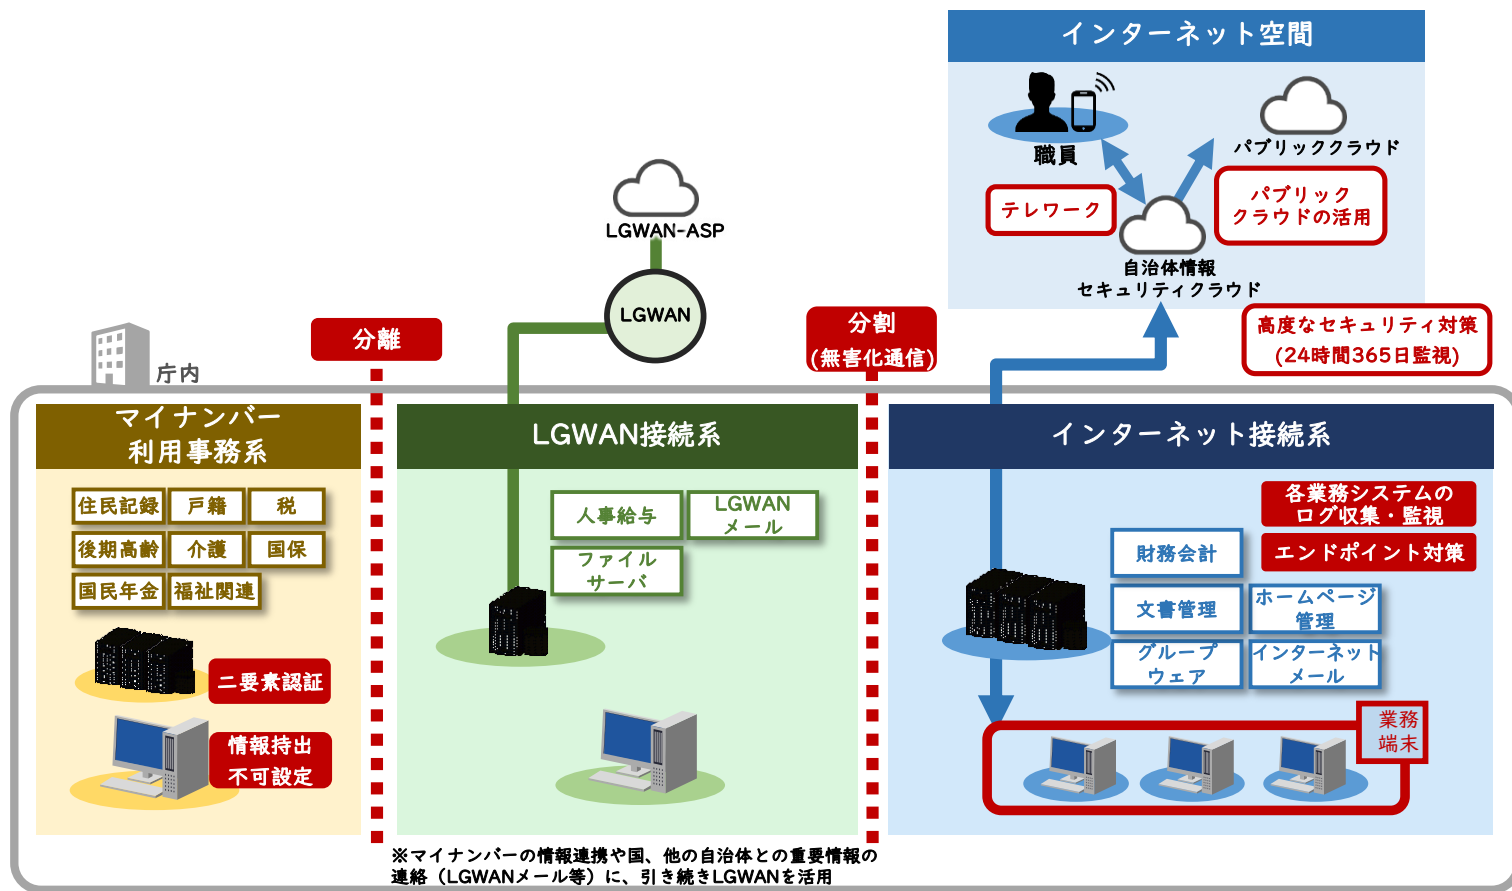 インターネット空間
職員
パブリッククラウド
テレワーク
パブリック
クラウドの活用
自治体情報
セキュリティクラウド
LGWAN-ASP
LGWAN
分離
分割
(無害化通信)
高度なセキュリティ対策
(24時間365日監視)
庁内
マイナンバー
利用事務系
住民記録
戸籍
税
後期高齢
介護
国保
国民年金
福祉関連
二要素認証
情報持出
不可設定
LGWAN接続系
人事給与
LGWAN
メール
ファイル
サーバ
インターネット接続系
各業務システムの
ログ収集・監視
エンドポイント対策
財務会計
文書管理
ホームページ
管理
グループ
ウェア
インターネット
メール
業務
端末
※マイナンバーの情報連携や国、他の自治体との重要情報の
連絡（LGWANメール等）に、引き続きLGWANを活用